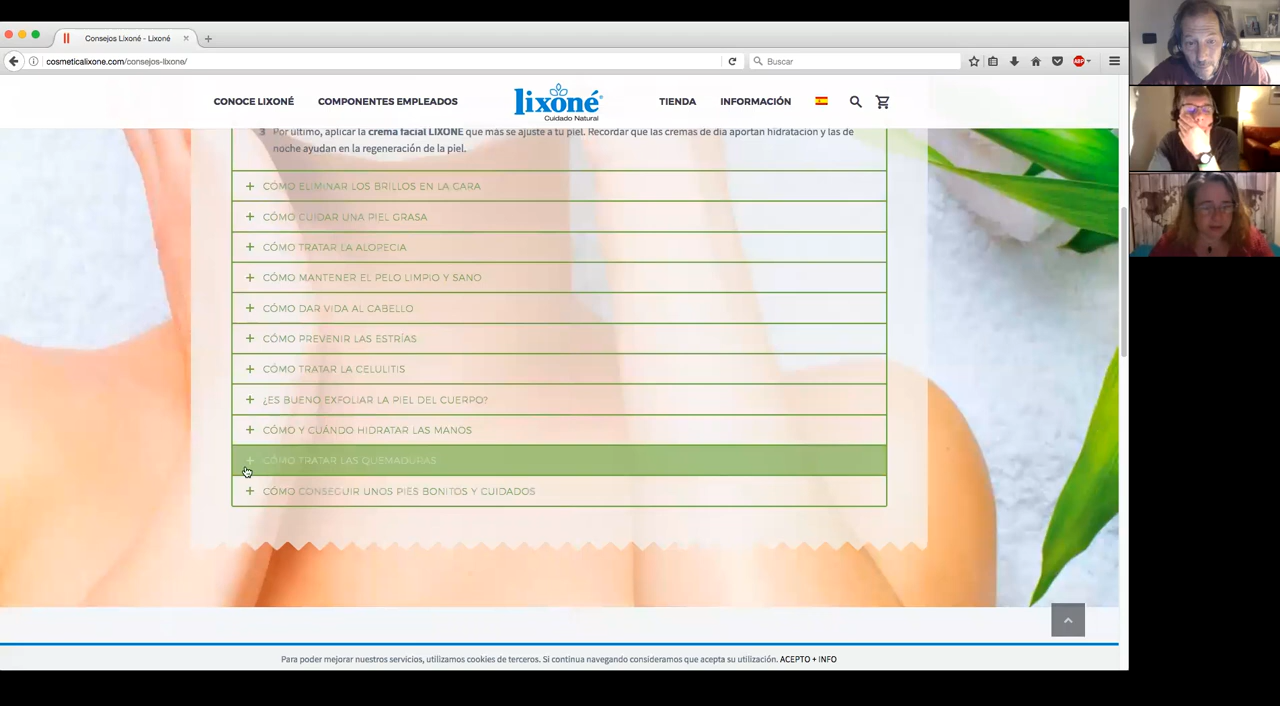 Consejos Lixoné - Lixoné
cosmeticalixone.com/consejos-lixone/
Buscar
ABP
CONOCE LIXONÉ
COMPONENTES EMPLEADOS
lixoné
Cuidado Natural
TIENDA
INFORMACIÓN
3 Por último, aplicar la crema facial LIXONÉ que más se ajuste a tu piel. Recordar que las cremas de día aportan hidratación y las de
noche ayudan en la regeneración de la piel.
+ CÓMO ELIMINAR LOS BRILLOS EN LA CARA
+ CÓMO CUIDAR UNA PIEL GRASA
+ CÓMO TRATAR LA ALOPECIA
+ CÓMO MANTENER EL PELO LIMPIO Y SANO
+ CÓMO DAR VIDA AL CABELLO
+ CÓMO PREVENIR LAS ESTRÍAS
+ CÓMO TRATAR LA CELULITIS
+ ¿ES BUENO EXFOLIAR LA PIEL DEL CUERPO?
+ CÓMO Y CUÁNDO HIDRATAR LAS MANOS
+ CÓMO TRATAR LAS QUEMADURAS
+ CÓMO CONSEGUIR UNOS PIES BONITOS Y CUIDADOS
Para poder mejorar nuestros servicios, utilizamos cookies de terceros. Si continua navegando consideramos que acepta su utilización. ACEPTO + INFO